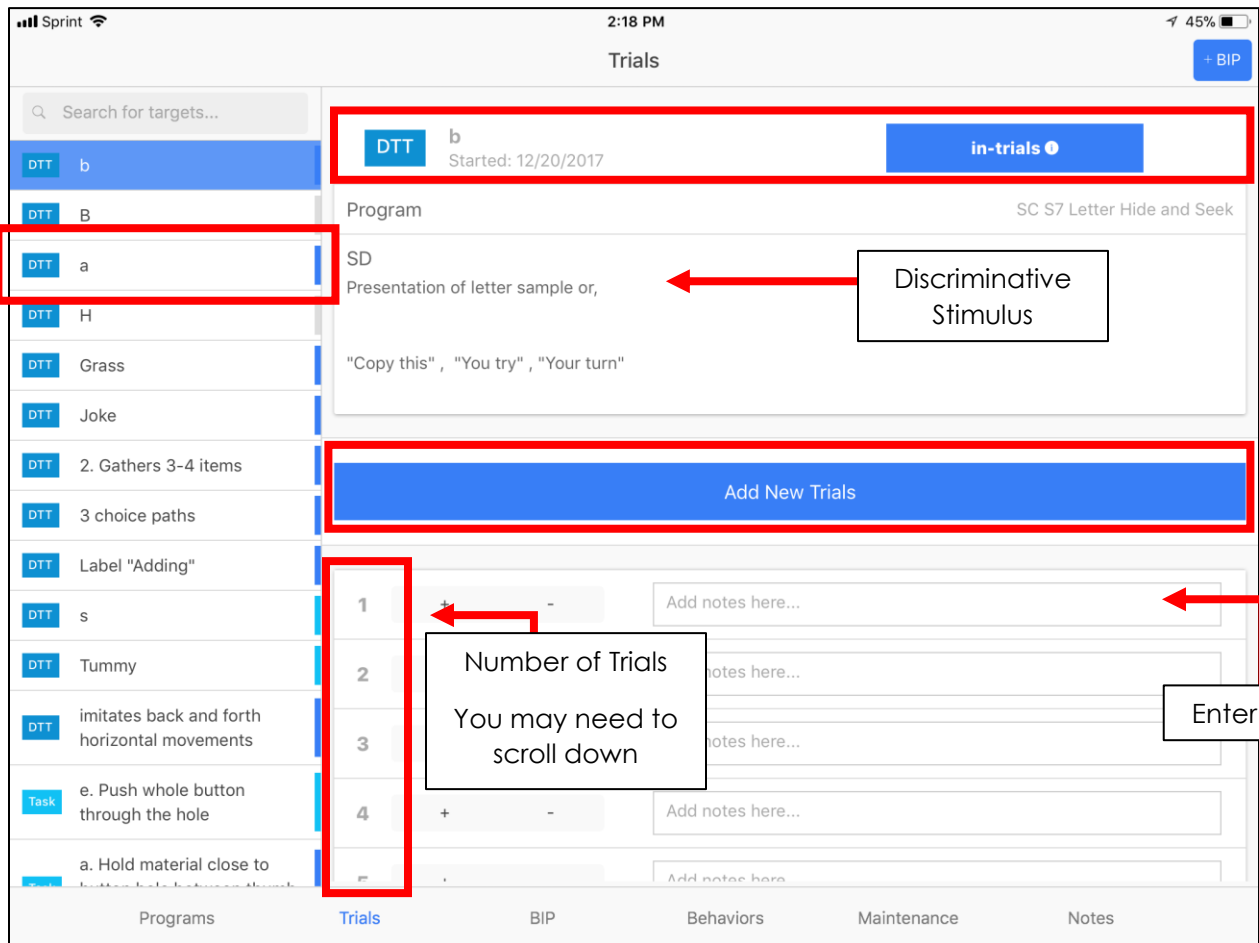 Sprint
2:18 PM
45%
Trials
+ BIP
Search for targets...
DTT b
DTT B
DTT a
DTT H
DTT Grass
DTT Joke
DTT 2. Gathers 3-4 items
DTT 3 choice paths
DTT Label "Adding"
DTT s
DTT Tummy
DTT imitates back and forth
horizontal movements
Task e. Push whole button
through the hole
a. Hold material close to
DTT b
Started: 12/20/2017
in-trials
Program SC S7 Letter Hide and Seek
SD
Presentation of letter sample or,
"Copy this" , "You try" , "Your turn"
Discriminative
Stimulus
Add New Trials
1 + - Add notes here...
2 notes here...
3 notes here...
4 + - Add notes here...
Add notes here...
Number of Trials
You may need to
scroll down
Enter
Programs Trials BIP Behaviors Maintenance Notes